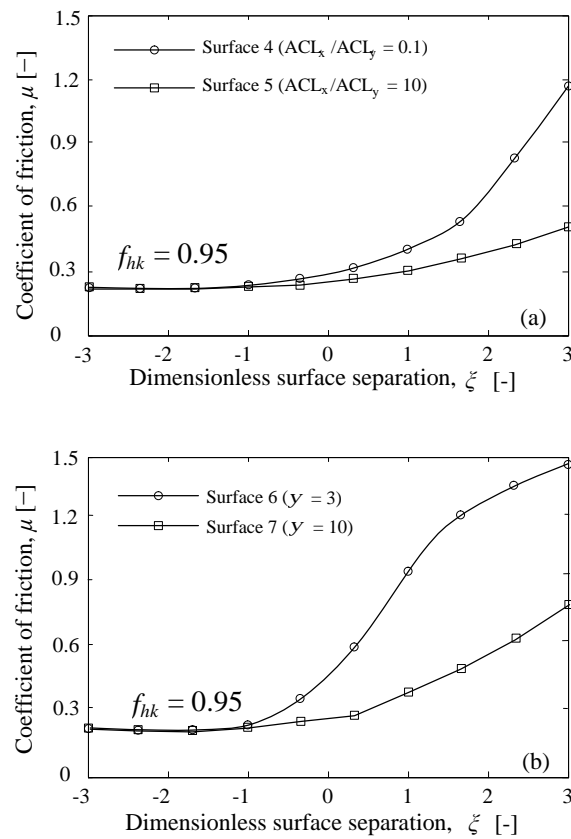 1.5
1.2
0.9
0.6
0.3
0
Coefficient of friction, μ [−]
Surface 4 (ACLx /ACLy = 0.1)
Surface 5 (ACLx/ACLy = 10)
fhk = 0.95
(a)
-3 -2 -1 0 1 2 3
Dimensionless surface separation, ξ [-]
1.5
1.2
0.9
0.6
0.3
0
Coefficient of friction, μ [−]
Surface 6 (y = 3)
Surface 7 (y = 10)
fhk = 0.95
(b)
-3 -2 -1 0 1 2 3
Dimensionless surface separation, ξ [-]